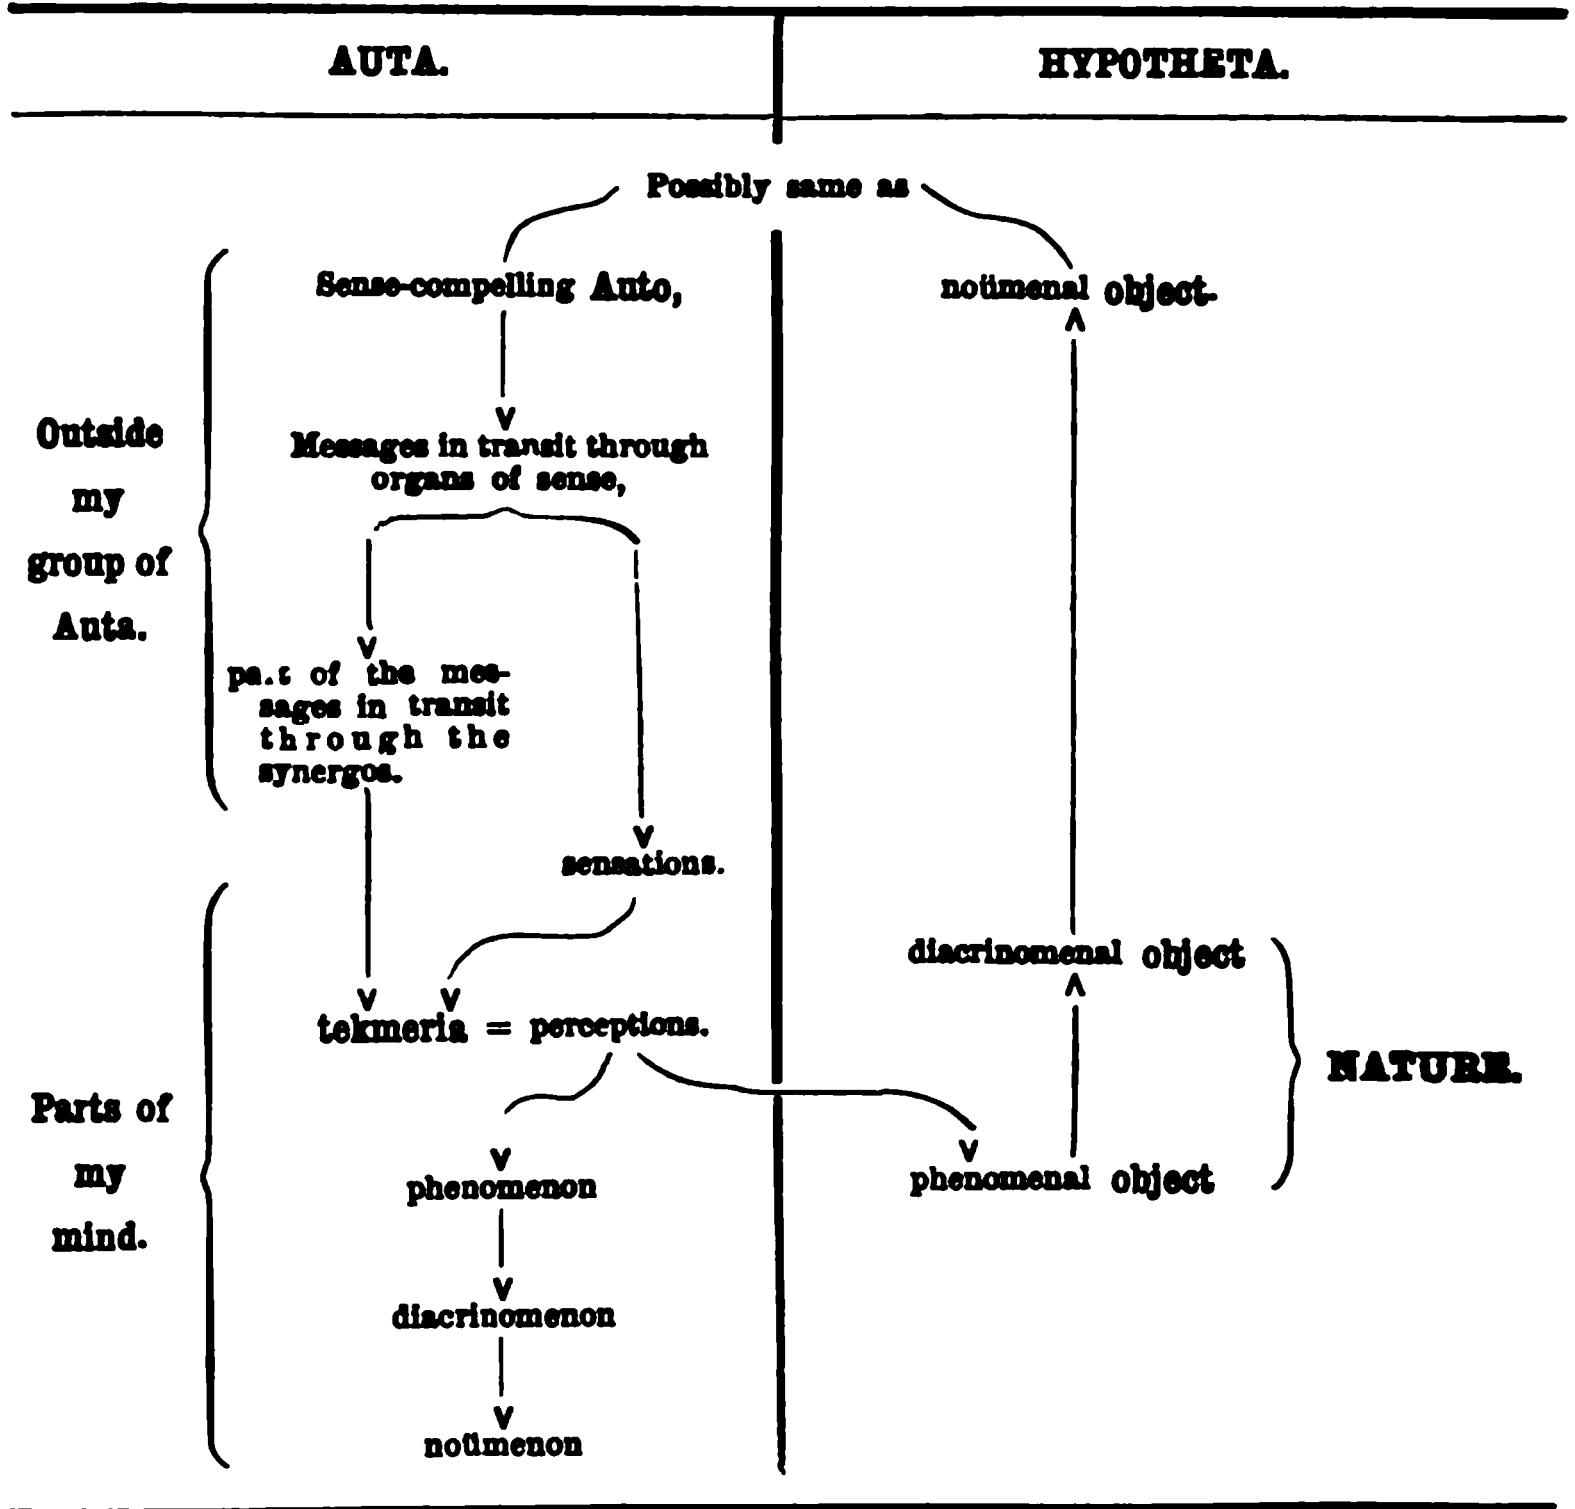 AUTA.
HYPOTHETA.
Possibly same as
Sense-compelling Auto,
noümenal object.
Outside
my
group of
Auta.
Messages in transit through
organs of sense,
pa.t of the mes-
sages in transit
through the
synergos.
sensations.
diacrinomenal object
tekmeria = perceptions.
NATURE.
Parts of
my
mind.
phenomenon
phenomenal object
diacrinomenon
noümenon